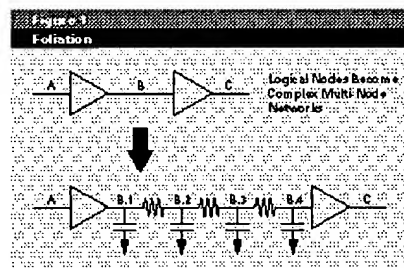 Figure 1
Foliation
A B C
Logical Nodes Become
Complex Multi-Node
Networks
A B.1 B.2 B.3 B.4 C